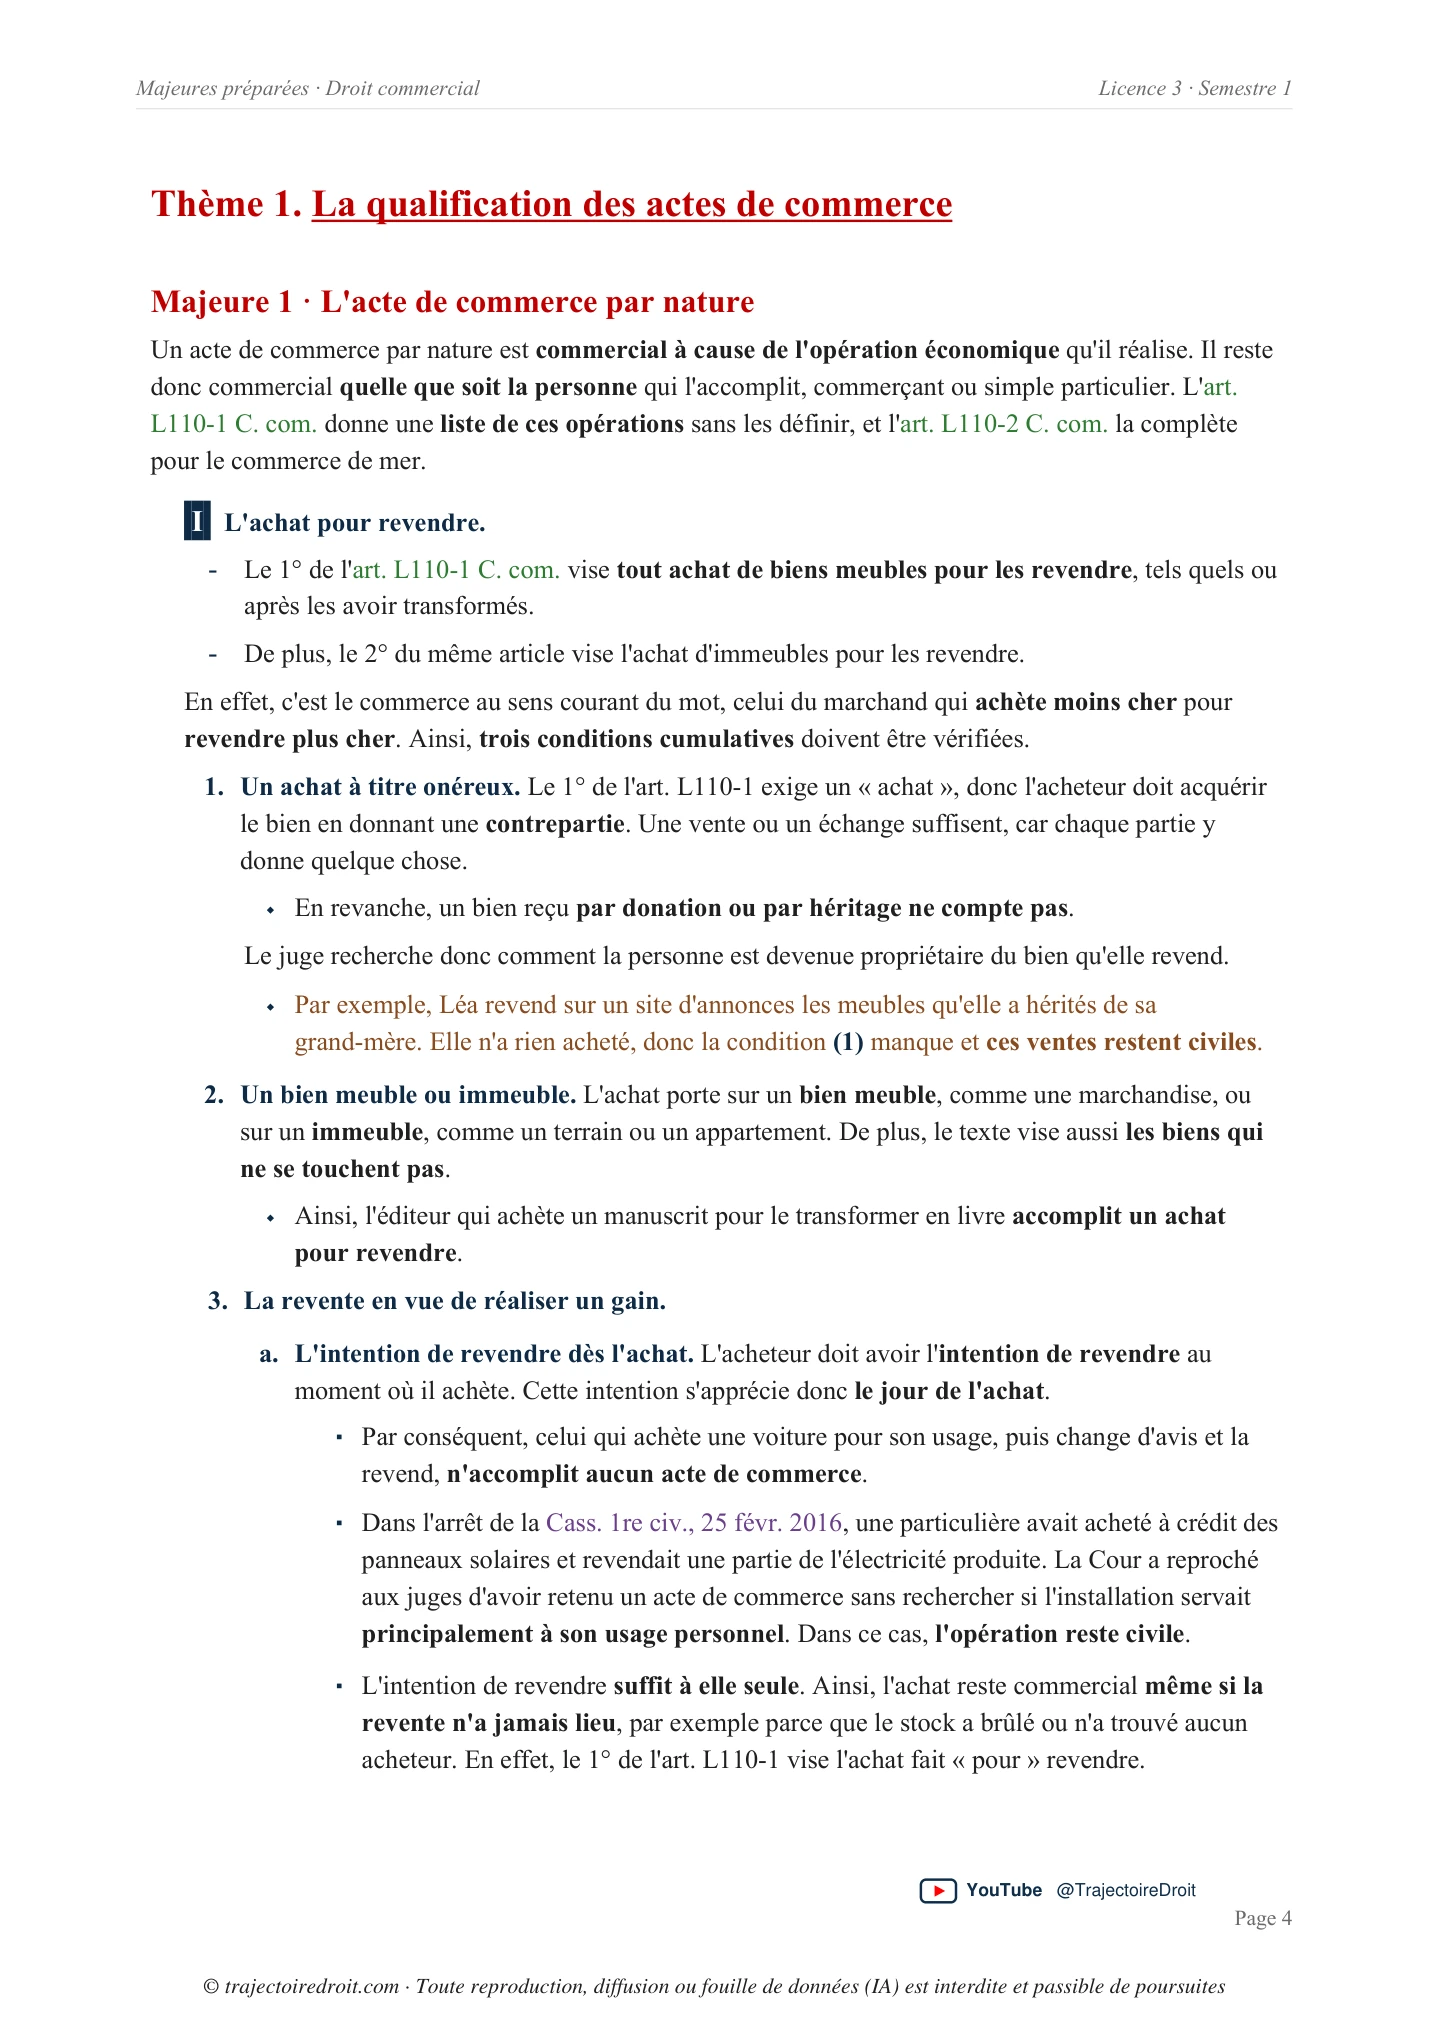 Majeures préparées · Droit commercial
Licence 3 · Semestre 1
Thème 1. La qualification des actes de commerce
Majeure 1 · L'acte de commerce par nature
Un acte de commerce par nature est commercial à cause de l'opération économique qu'il réalise. Il reste
donc commercial quelle que soit la personne qui l'accomplit, commerçant ou simple particulier. L'art.
L110-1 C. com. donne une liste de ces opérations sans les définir, et l'art. L110-2 C. com. la complète
pour le commerce de mer.
I L'achat pour revendre.
- Le 1° de l'art. L110-1 C. com. vise tout achat de biens meubles pour les revendre, tels quels ou
après les avoir transformés.
- De plus, le 2° du même article vise l'achat d'immeubles pour les revendre.
En effet, c'est le commerce au sens courant du mot, celui du marchand qui achète moins cher pour
revendre plus cher. Ainsi, trois conditions cumulatives doivent être vérifiées.
1. Un achat à titre onéreux. Le 1° de l'art. L110-1 exige un « achat », donc l'acheteur doit acquérir
le bien en donnant une contrepartie. Une vente ou un échange suffisent, car chaque partie y
donne quelque chose.
⬩ En revanche, un bien reçu par donation ou par héritage ne compte pas.
Le juge recherche donc comment la personne est devenue propriétaire du bien qu'elle revend.
⬩ Par exemple, Léa revend sur un site d'annonces les meubles qu'elle a hérités de sa
grand-mère. Elle n'a rien acheté, donc la condition (1) manque et ces ventes restent civiles.
2. Un bien meuble ou immeuble. L'achat porte sur un bien meuble, comme une marchandise, ou
sur un immeuble, comme un terrain ou un appartement. De plus, le texte vise aussi les biens qui
ne se touchent pas.
⬩ Ainsi, l'éditeur qui achète un manuscrit pour le transformer en livre accomplit un achat
pour revendre.
3. La revente en vue de réaliser un gain.
a. L'intention de revendre dès l'achat. L'acheteur doit avoir l'intention de revendre au
moment où il achète. Cette intention s'apprécie donc le jour de l'achat.
▪ Par conséquent, celui qui achète une voiture pour son usage, puis change d'avis et la
revend, n'accomplit aucun acte de commerce.
▪ Dans l'arrêt de la Cass. 1re civ., 25 févr. 2016, une particulière avait acheté à crédit des
panneaux solaires et revendait une partie de l'électricité produite. La Cour a reproché
aux juges d'avoir retenu un acte de commerce sans rechercher si l'installation servait
principalement à son usage personnel. Dans ce cas, l'opération reste civile.
▪ L'intention de revendre suffit à elle seule. Ainsi, l'achat reste commercial même si la
revente n'a jamais lieu, par exemple parce que le stock a brûlé ou n'a trouvé aucun
acheteur. En effet, le 1° de l'art. L110-1 vise l'achat fait « pour » revendre.
YouTube @TrajectoireDroit
Page 4
© trajectoiredroit.com · Toute reproduction, diffusion ou fouille de données (IA) est interdite et passible de poursuites